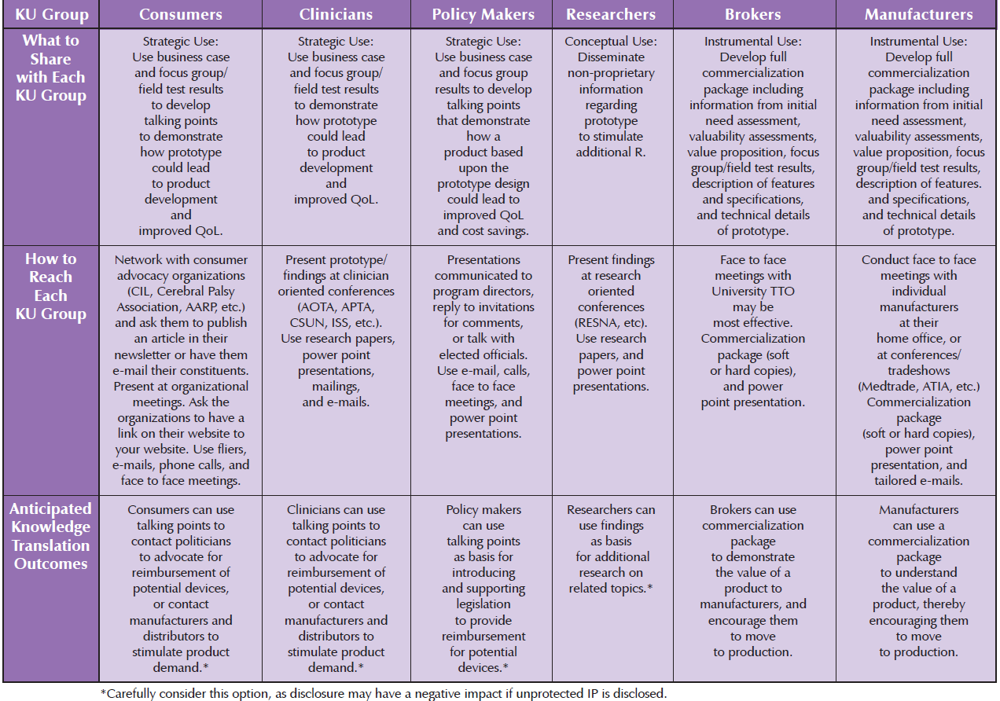 KU Group
Consumers
Clinicians
Policy Makers
Researchers
Brokers
Manufacturers
What to
Share
with Each
KU Group
Strategic Use:
Use business case
and focus group/
field test results
to develop
talking points
to demonstrate
how prototype
could lead
to product
development
and
improved QoL.
Strategic Use:
Use business case
and focus group/
field test results
to demonstrate
how prototype
could lead
to product
development
and
improved QoL.
Strategic Use:
Use business case
and focus group
results to develop
talking points
that demonstrate
how a
product based
upon the
prototype design
could lead to
improved QoL
and cost savings.
Conceptual Use:
Disseminate
non-proprietary
information
regarding
prototype
to stimulate
additional R.
Instrumental Use:
Develop full
commercialization
package including
information from initial
need assessment,
valuability assessments,
value proposition, focus
group/field test results,
description of features
and specifications,
and technical details
of prototype.
Instrumental Use:
Develop full
commercialization
package including
information from initial
need assessment,
valuability assessments,
value proposition, focus
group/field test results,
description of features.
and specifications,
and technical details
of prototype.
How to
Reach
Each
KU Group
Network with consumer
advocacy organizations
(CIL, Cerebral Palsy
Association, AARP, etc.)
and ask them to publish
an article in their
newsletter or have them
e-mail their constituents.
Present at organizational
meetings. Ask the
organizations to have a
link on their website to
your website. Use fliers,
e-mails, phone calls, and
face to face meetings.
Present prototype/
findings at clinician
oriented conferences
(AOTA, APTA,
CSUN, ISS, etc.).
Use research papers,
power point
presentations,
mailings,
and e-mails.
Presentations
communicated to
program directors,
reply to invitations
for comments,
or talk with
elected officials.
Use e-mail, calls,
face to face
meetings, and
power point
presentations.
Present findings
at research
oriented
conferences
(RESNA, etc).
Use research
papers, and
power point
presentations.
Face to face
meetings with
University TTO
may be
most effective.
Commercialization
package (soft
or hard copies),
and power
point presentation.
Conduct face to face
meetings with
individual
manufacturers
at their
home office, or
at conferences/
tradeshows
(Medtrade, ATIA, etc.)
Commercialization
package
(soft or hard copies),
power point
presentation, and
tailored e-mails.
Anticipated
Knowledge
Translation
Outcomes
Consumers can use
talking points to
contact politicians
to advocate for
reimbursement of
potential devices,
or contact
manufacturers and
distributors to
stimulate product
demand.*
Clinicians can use
talking points to
contact politicians
to advocate for
reimbursement of
potential devices,
or contact
manufacturers and
distributors to
stimulate product
demand.*
Policy makers
can use
talking points
as basis for
introducing
and supporting
legislation
to provide
reimbursement
for potential
devices.*
Researchers can
use findings
as basis
for additional
research on
related topics.*
Brokers can use
commercialization
package
to demonstrate
the value of a
product to
manufacturers, and
encourage them
to move
to production.
Manufacturers
can use a
commercialization
package
to understand
the value of a
product, thereby
encouraging them
to move
to production.
*Carefully consider this option, as disclosure may have a negative impact if unprotected IP is disclosed.